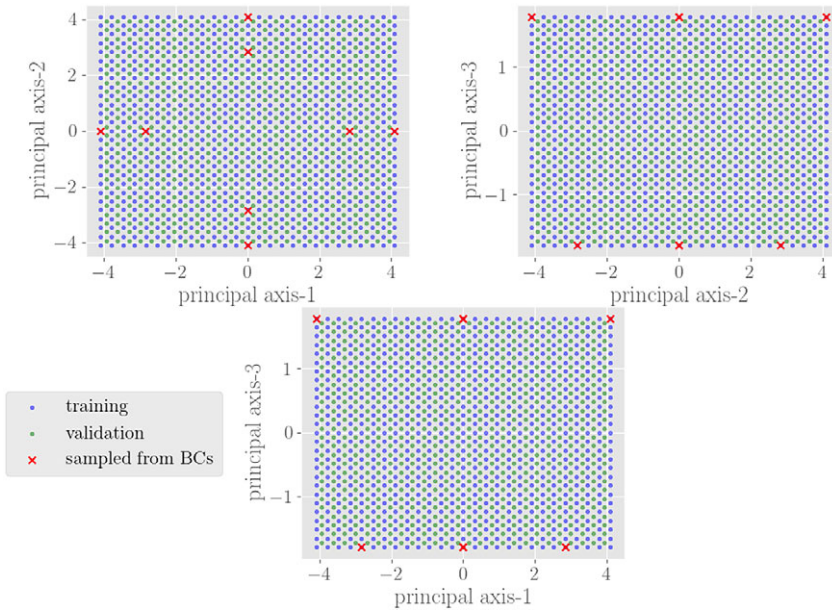 4
2
0
−2
−4
principal axis-2
−4 −2 0 2 4
principal axis-1
1
0
−1
principal axis-3
−4 −2 0 2 4
principal axis-2
1
0
−1
principal axis-3
−4 −2 0 2 4
principal axis-1
training
validation
sampled from BCs